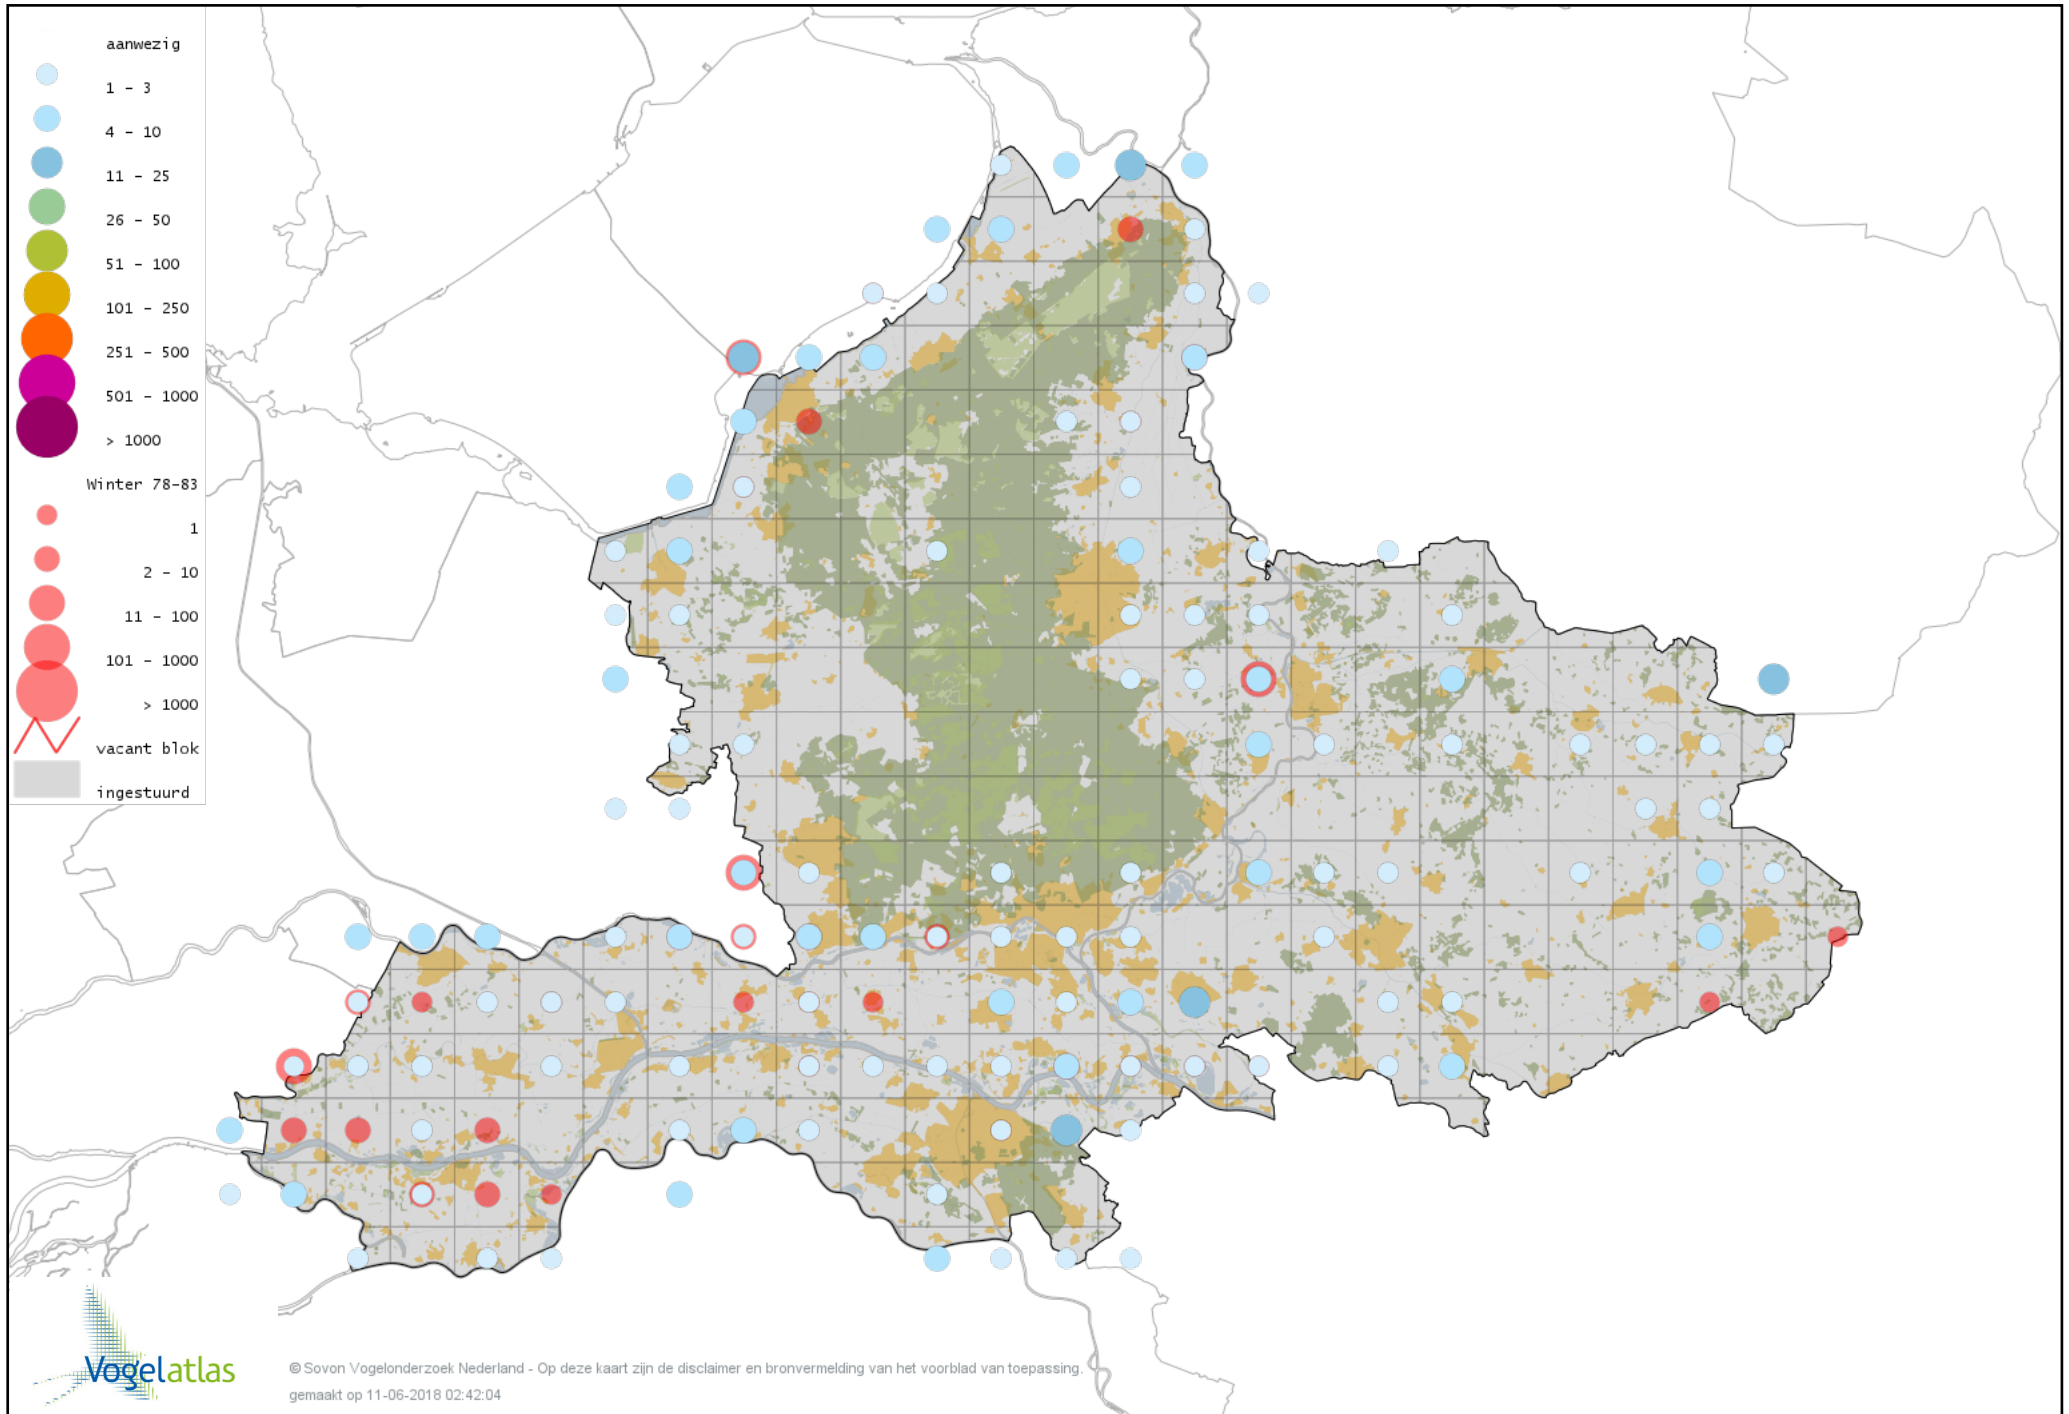 aanwezig
1 - 3
4 - 10
11 - 25
26 - 50
51 - 100
101 - 250
251 - 500
501 - 1000
> 1000
Winter 78-83
1
2 - 10
11 - 100
101 - 1000
> 1000
vacant blok
ingestuurd
Vogelatlas
© Sovon Vogelonderzoek Nederland - Op deze kaart zijn de disclaimer en bronvermelding van het voorblad van toepassing.
gemaakt op 11-06-2018 02:42:04